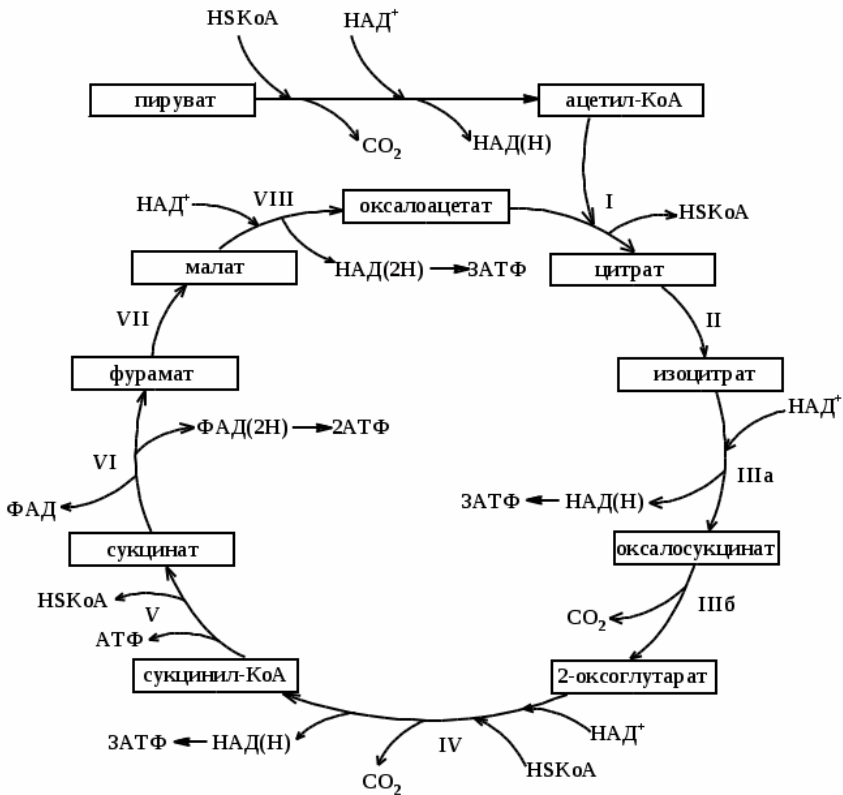 HSKoA
НАД⁺
пируват
ацетил-КоА
CO₂
НАД(Н)
НАД⁺
VIII
оксалоацетат
I
HSKoA
малат
НАД(2Н)
3АТФ
цитрат
VII
II
фурамат
изоцитрат
НАД⁺
ФАД(2Н)
2АТФ
VI
IIIа
3АТФ
НАД(Н)
ФАД
сукцинат
оксалосукцинат
HSKoA
V
CO₂
IIIб
АТФ
сукцинил-КоА
2-оксоглутарат
3АТФ
НАД(Н)
IV
НАД⁺
CO₂
HSKoA